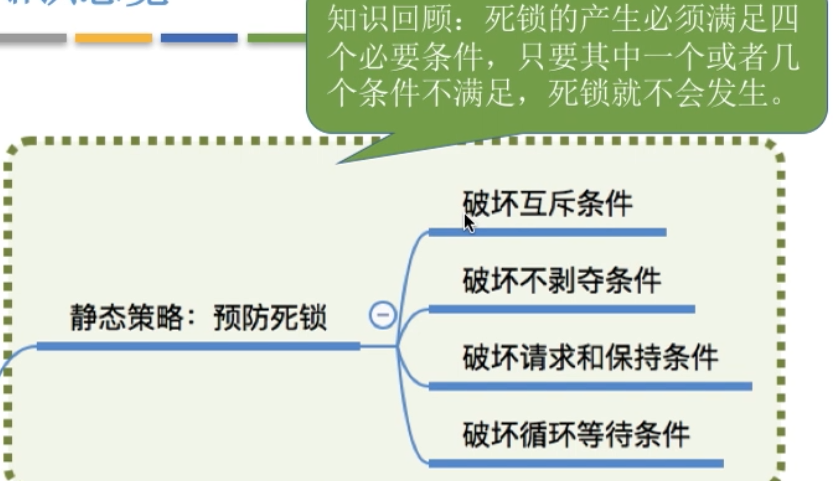 知识回顾：死锁的产生必须满足四
个必要条件，只要其中一个或者几
个条件不满足，死锁就不会发生。
破坏互斥条件
破坏不剥夺条件
静态策略：预防死锁
破坏请求和保持条件
破坏循环等待条件